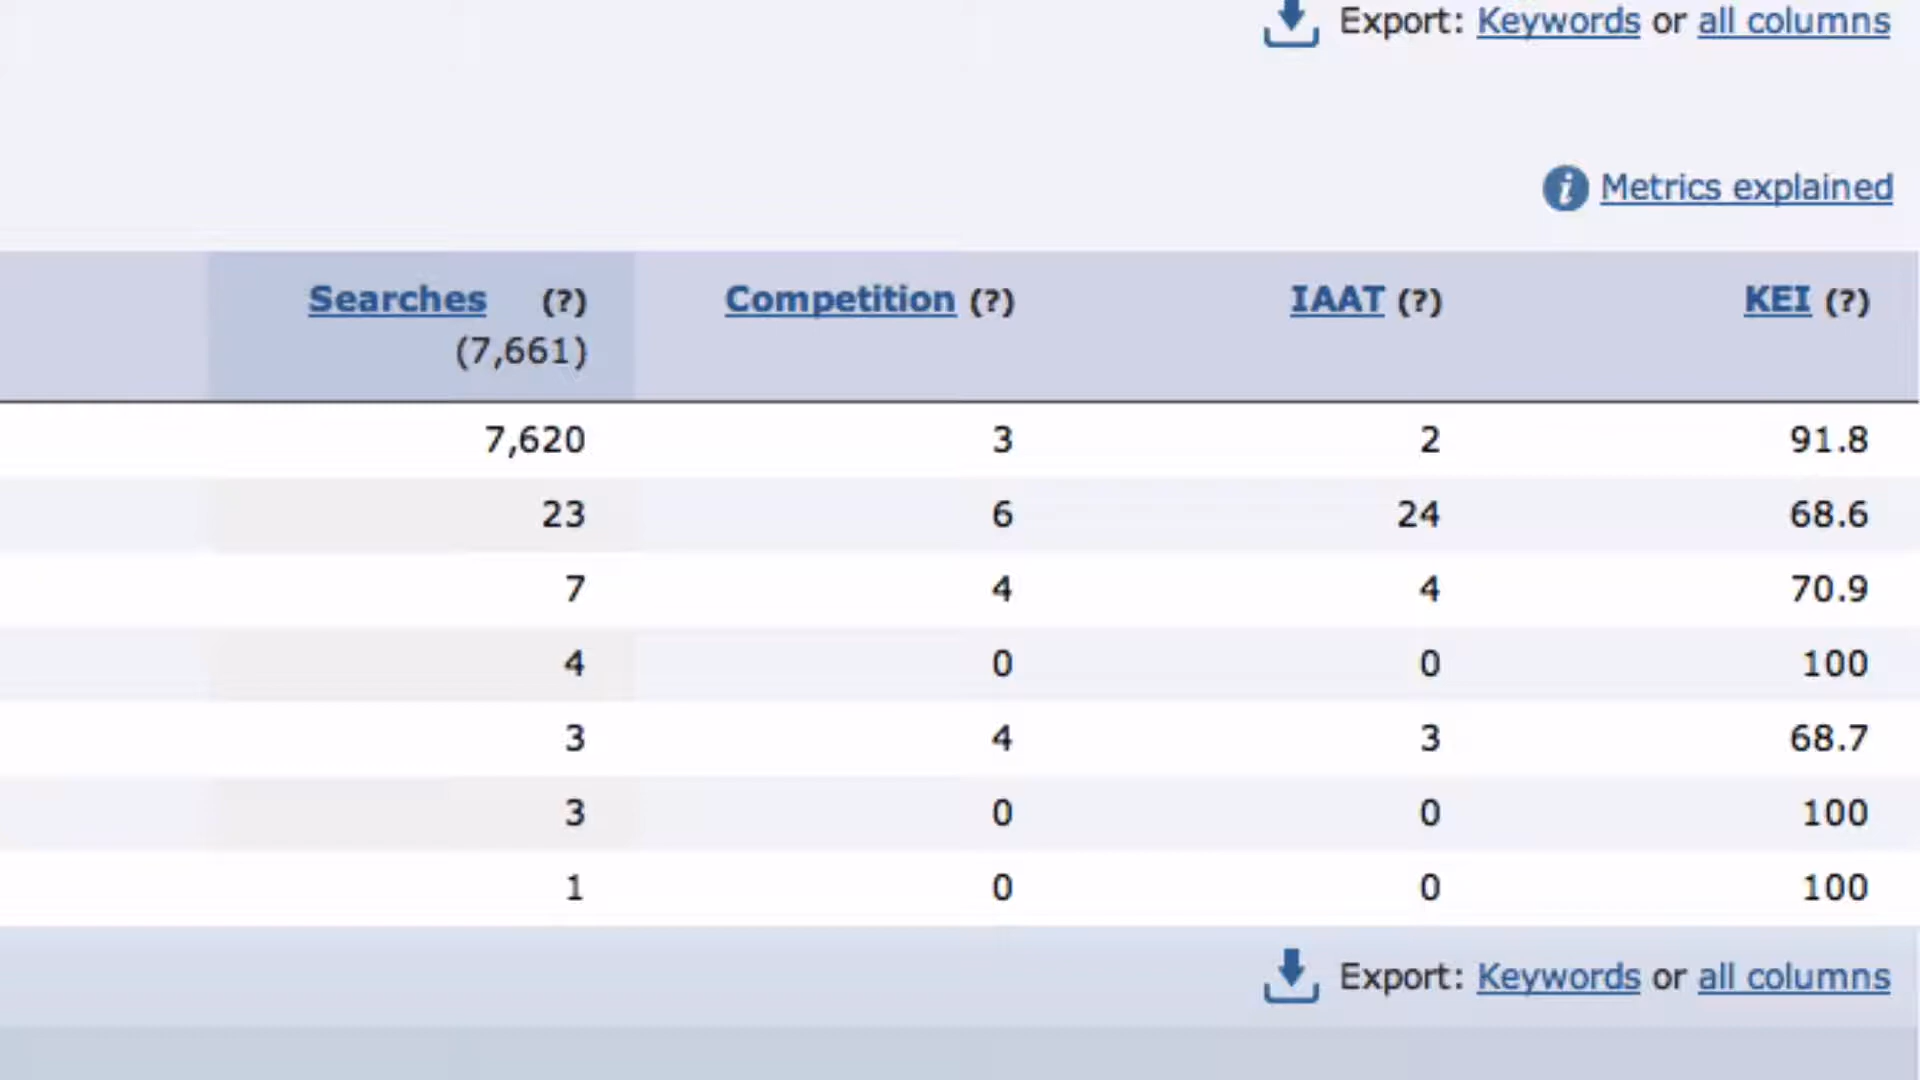 Export: Keywords or all columns
i Metrics explained
Searches (?) Competition (?) IAAT (?) KEI (?)
(7,661)
7,620 3 2 91.8
23 6 24 68.6
7 4 4 70.9
4 0 0 100
3 4 3 68.7
3 0 0 100
1 0 0 100
Export: Keywords or all columns